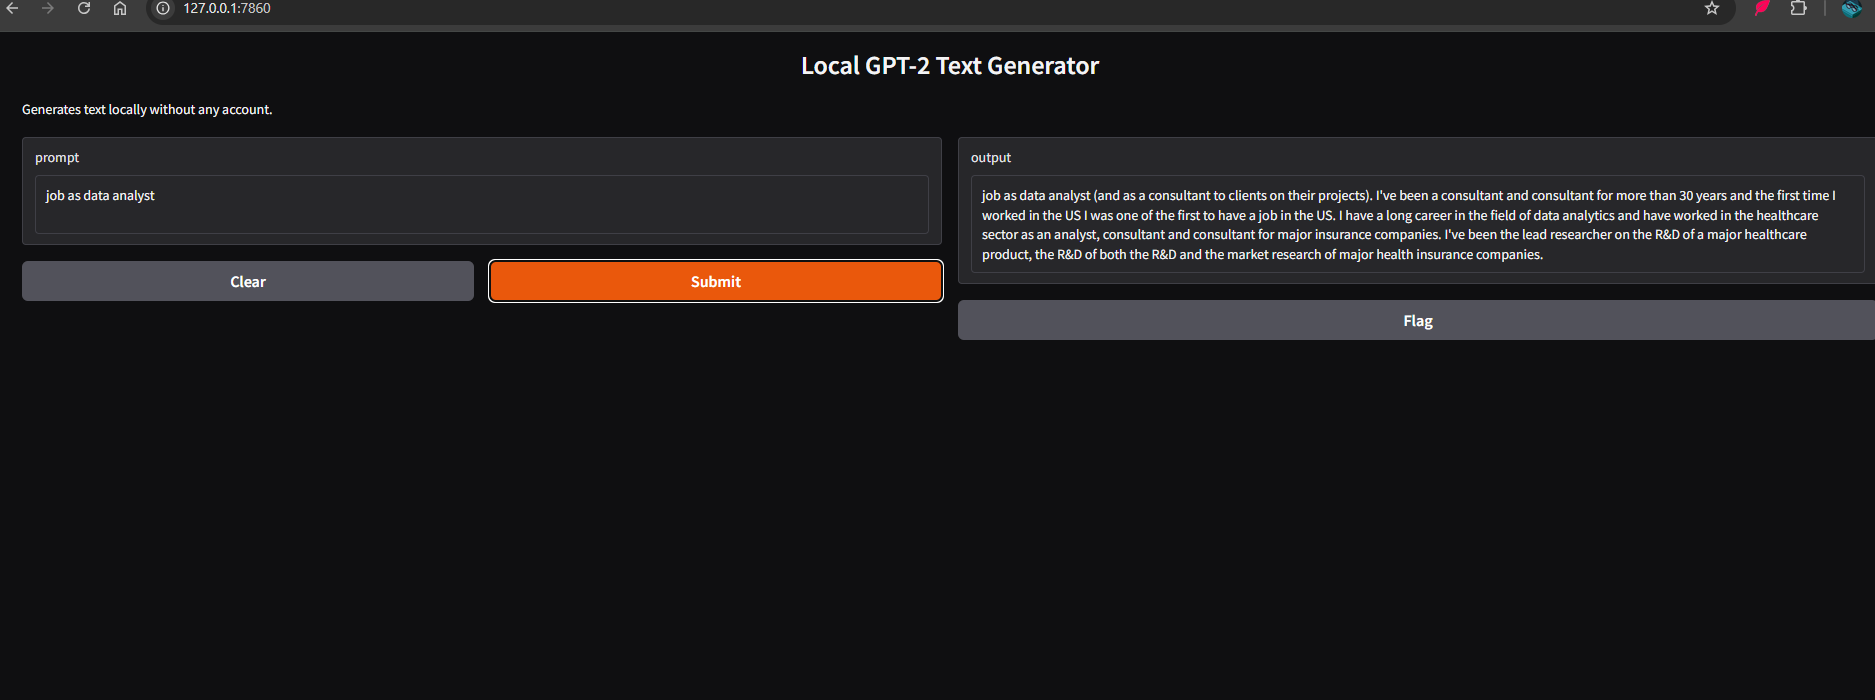 127.0.0.1:7860
Local GPT-2 Text Generator
Generates text locally without any account.
prompt
job as data analyst
Clear
Submit
output
job as data analyst (and as a consultant to clients on their projects). I've been a consultant and consultant for more than 30 years and the first time I
worked in the US I was one of the first to have a job in the US. I have a long career in the field of data analytics and have worked in the healthcare
sector as an analyst, consultant and consultant for major insurance companies. I've been the lead researcher on the R&D of a major healthcare
product, the R&D of both the R&D and the market research of major health insurance companies.
Flag